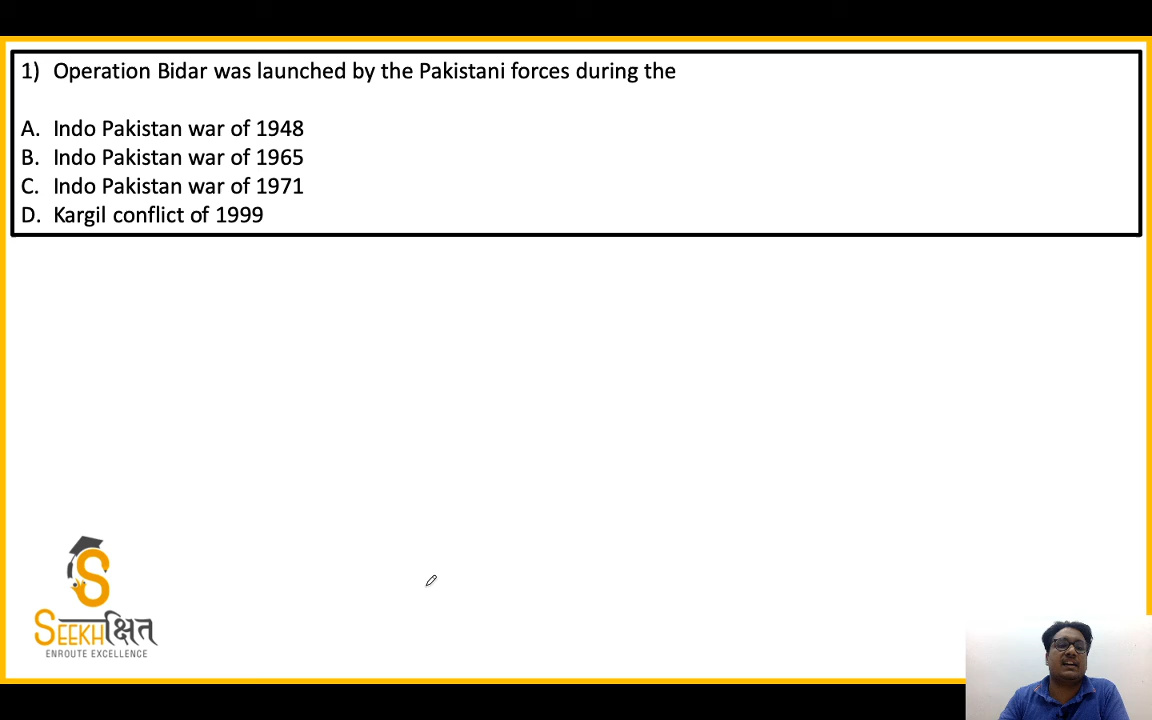 1) Operation Bidar was launched by the Pakistani forces during the
A. Indo Pakistan war of 1948
B. Indo Pakistan war of 1965
C. Indo Pakistan war of 1971
D. Kargil conflict of 1999
S
SEEKHक्षित
ENROUTE EXCELLENCE